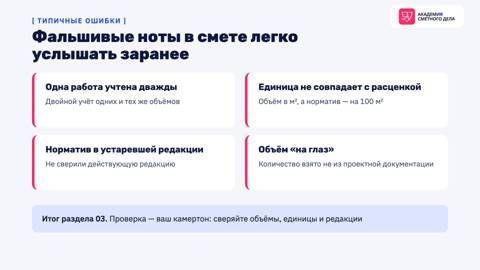 [ ТИПИЧНЫЕ ОШИБКИ ]
АКАДЕМИЯ
СМЕТНОГО ДЕЛА
Фальшивые ноты в смете легко
услышать заранее
Одна работа учтена дважды
Двойной учёт одних и тех же объёмов
Единица не совпадает с расценкой
Объём в м³, а норматив — на 100 м²
Норматив в устаревшей редакции
Не сверили действующую редакцию
Объём «на глаз»
Количество взято не из проектной документации
Итог раздела 03. Проверка — ваш камертон: сверяйте объёмы, единицы и редакции